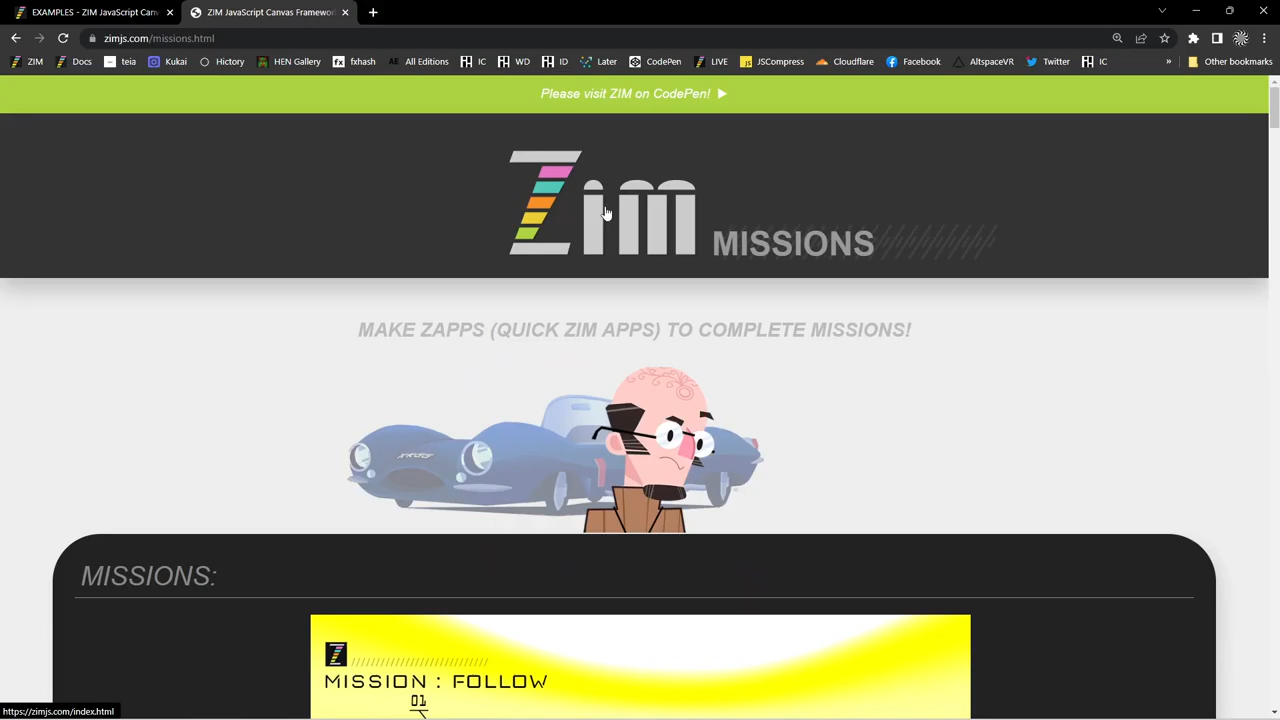 EXAMPLES - ZIM JavaScript Canv
ZIM JavaScript Canvas Framewor
zimjs.com/missions.html
ZIM
Docs
teia
Kukai
Hictory
HEN Gallery
fxhash
All Editions
IC
WD
ID
Later
CodePen
LIVE
JSCompress
Cloudflare
Facebook
AltspaceVR
Twitter
IC
»
Other bookmarks
Please visit ZIM on CodePen!
Zim MISSIONS
MAKE ZAPPS (QUICK ZIM APPS) TO COMPLETE MISSIONS!
MISSIONS:
MISSION : FOLLOW
01
https://zimjs.com/index.html